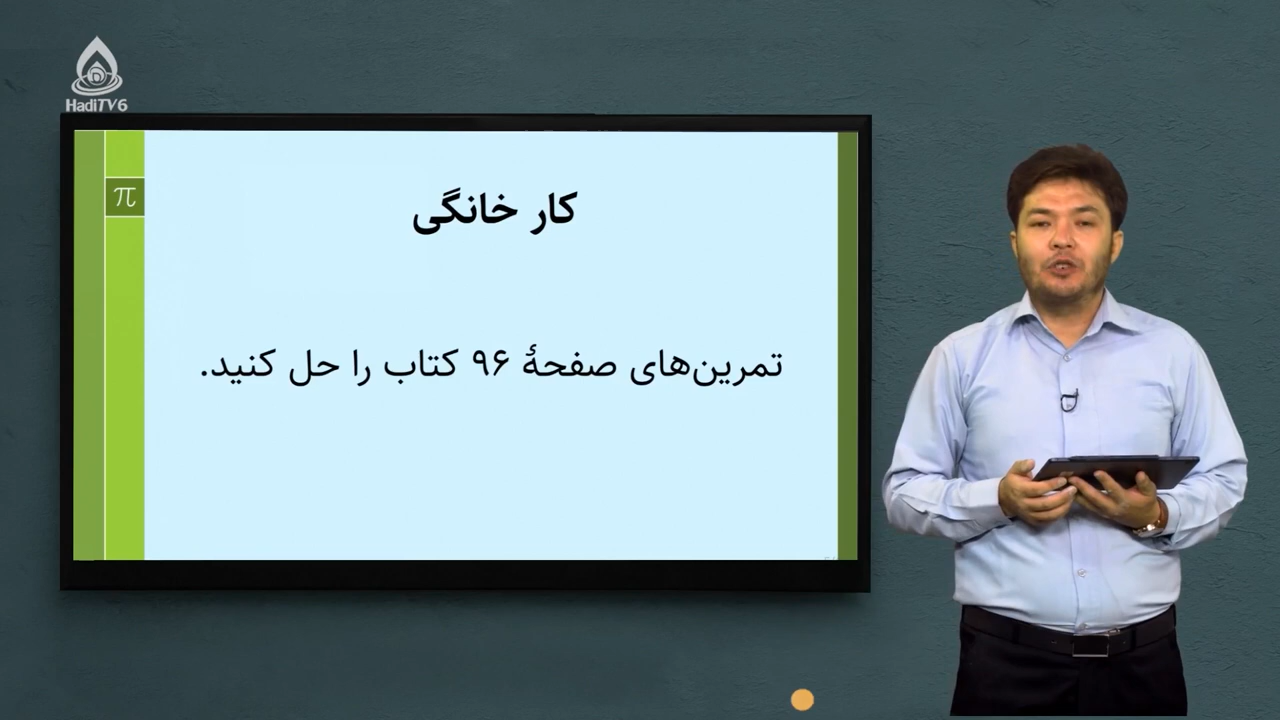 HadiTV6
π
کار خانگی
تمرین‌های صفحهٔ ۹۶ کتاب را حل کنید.